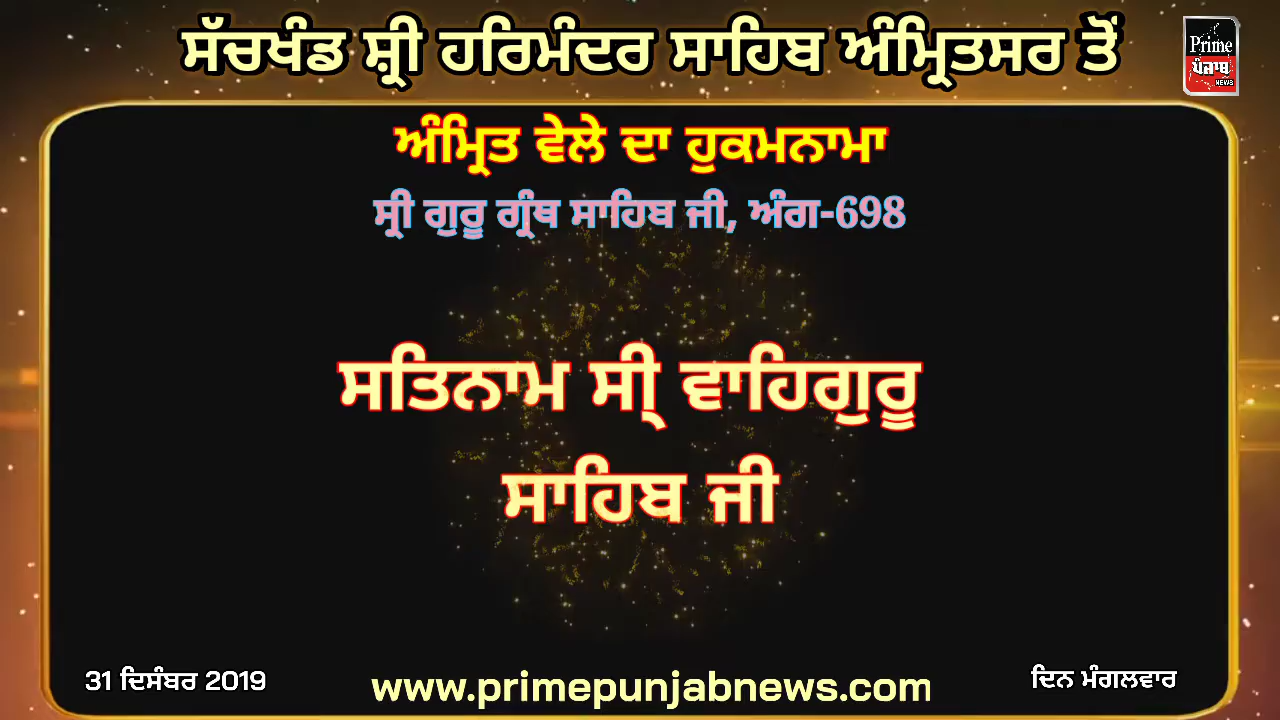 ਸੱਚਖੰਡ ਸ਼੍ਰੀ ਹਰਿਮੰਦਰ ਸਾਹਿਬ ਅੰਮ੍ਰਿਤਸਰ ਤੋਂ
Prime
ਪੰਜਾਬ
NEWS
ਅੰਮ੍ਰਿਤ ਵੇਲੇ ਦਾ ਹੁਕਮਨਾਮਾ
ਸ੍ਰੀ ਗੁਰੂ ਗ੍ਰੰਥ ਸਾਹਿਬ ਜੀ, ਅੰਗ-698
ਸਤਿਨਾਮ ਸੀ੍ ਵਾਹਿਗੁਰੂ
ਸਾਹਿਬ ਜੀ
31 ਦਿਸੰਬਰ 2019
www.primepunjabnews.com
ਦਿਨ ਮੰਗਲਵਾਰ